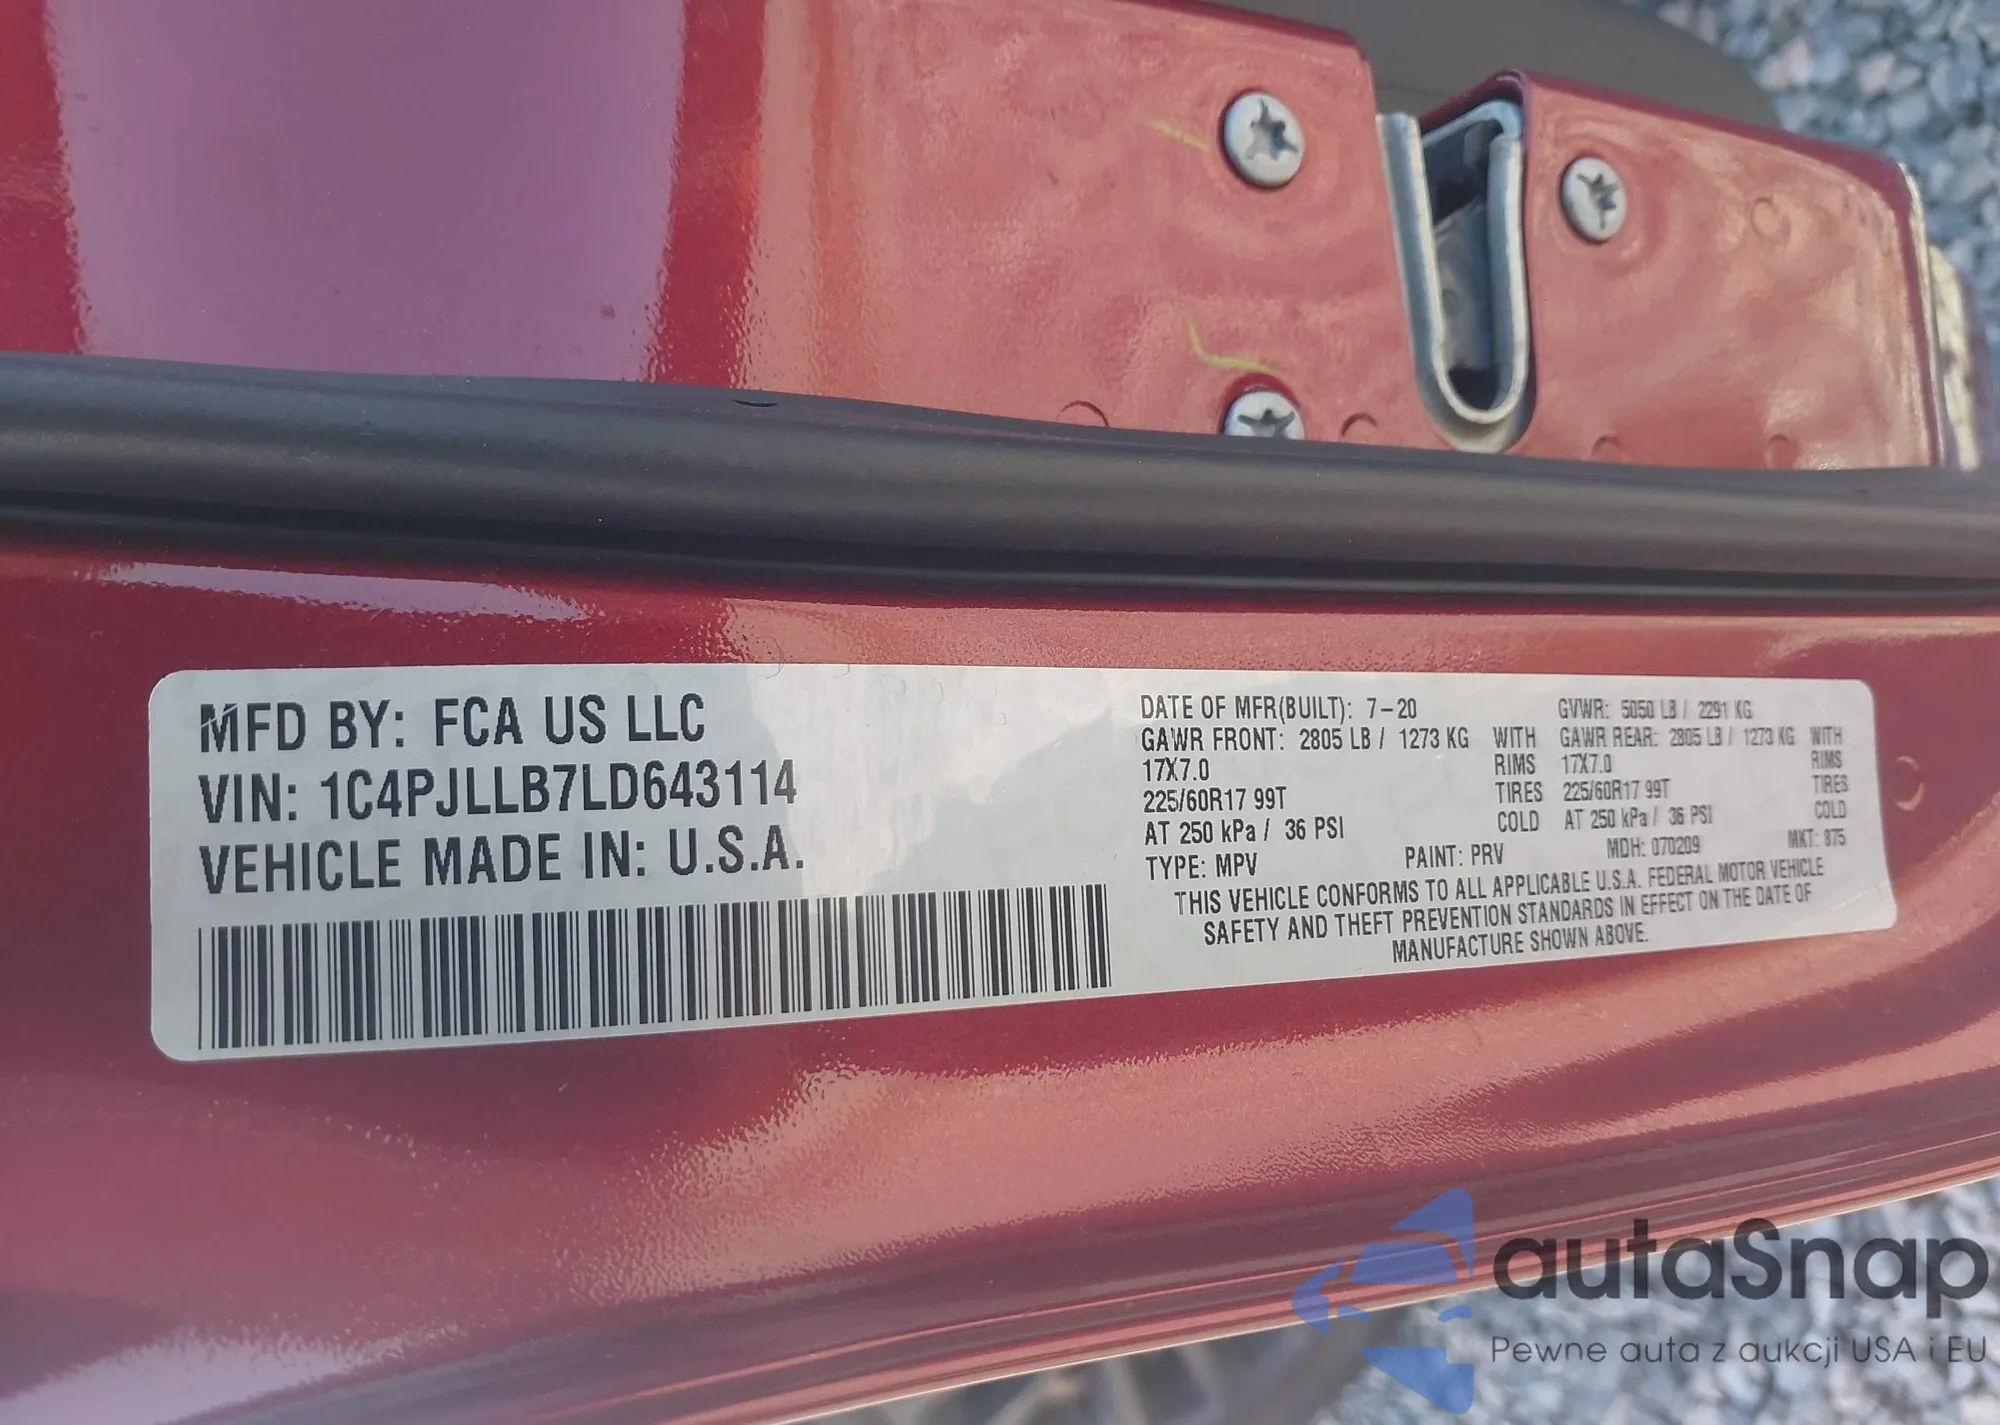 MFD BY: FCA US LLC
VIN: 1C4PJLLB7LD643114
VEHICLE MADE IN: U.S.A.
DATE OF MFR(BUILT): 7-20 GVWR: 5050 LB / 2291 KG
GAWR FRONT: 2805 LB / 1273 KG WITH GAWR REAR: 2805 LB / 1273 KG WITH
17X7.0 RIMS 17X7.0 RIMS
225/60R17 99T TIRES 225/60R17 99T TIRES
AT 250 kPa / 36 PSI COLD AT 250 kPa / 36 PSI COLD
TYPE: MPV PAINT: PRV MDH: 070209 MKT: 875
THIS VEHICLE CONFORMS TO ALL APPLICABLE U.S.A. FEDERAL MOTOR VEHICLE
SAFETY AND THEFT PREVENTION STANDARDS IN EFFECT ON THE DATE OF
MANUFACTURE SHOWN ABOVE.
autaSnap
Pewne auta z aukcji USA i EU